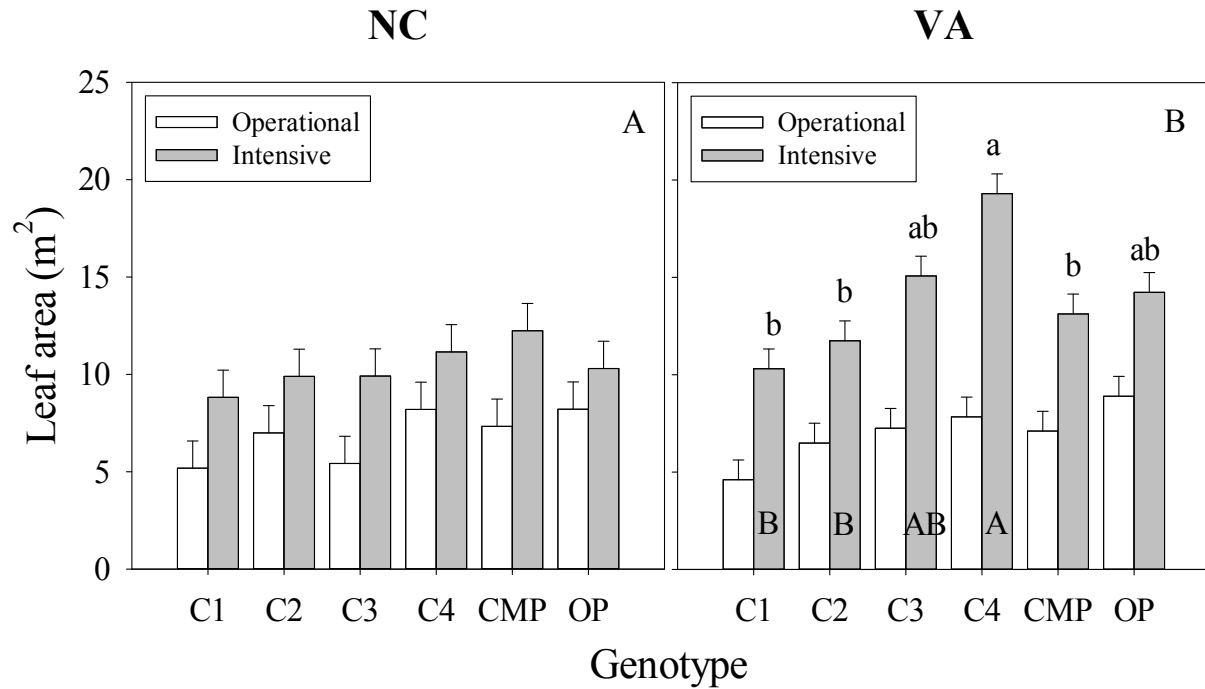 NC
VA
Leaf area (m²)
25
20
15
10
5
0
Operational
Intensive
A
C1 C2 C3 C4 CMP OP
Operational
Intensive
B
b b ab a b ab
B B AB A
C1 C2 C3 C4 CMP OP
Genotype